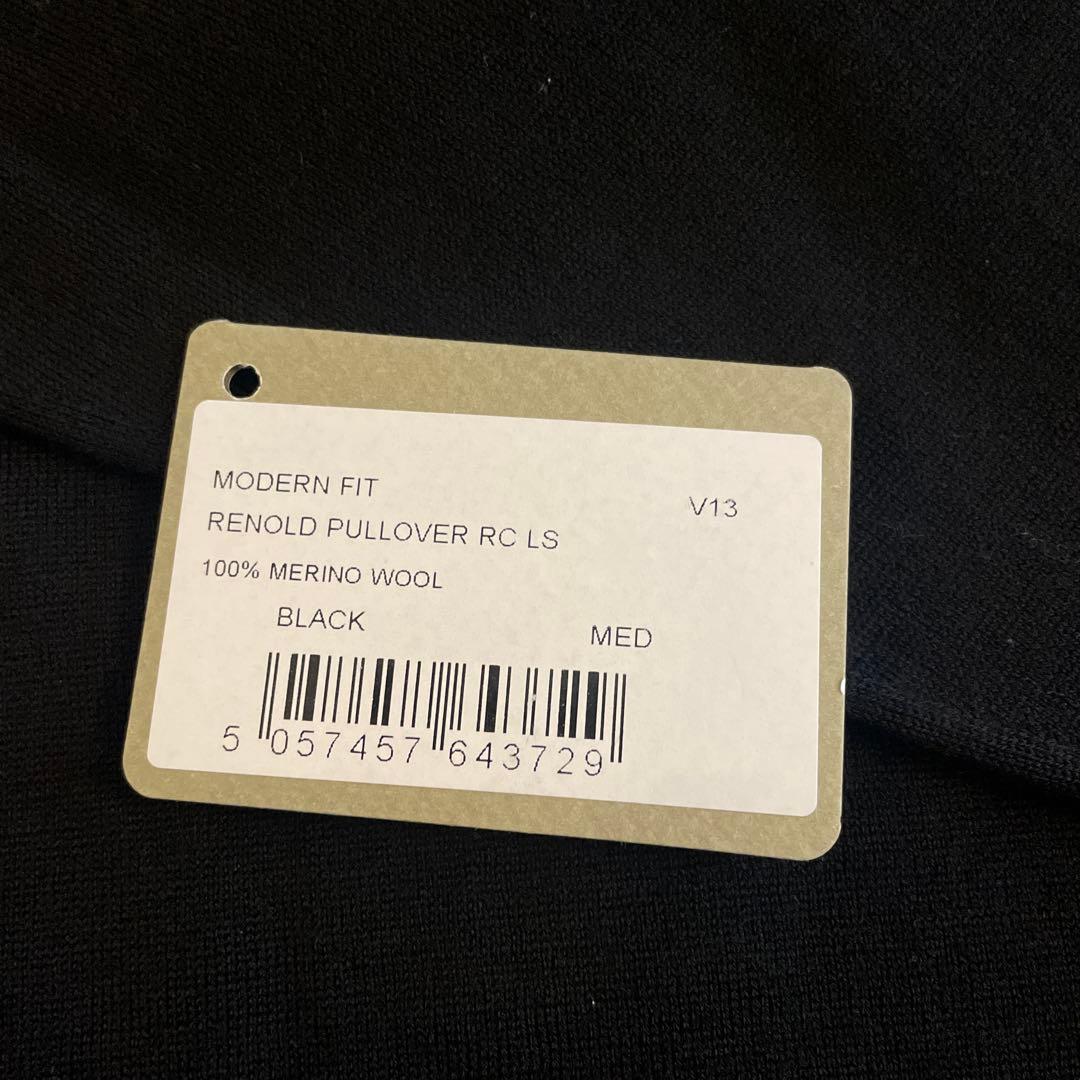 MODERN FIT
V13
RENOLD PULLOVER RC LS
100% MERINO WOOL
BLACK MED
5 057457 643729